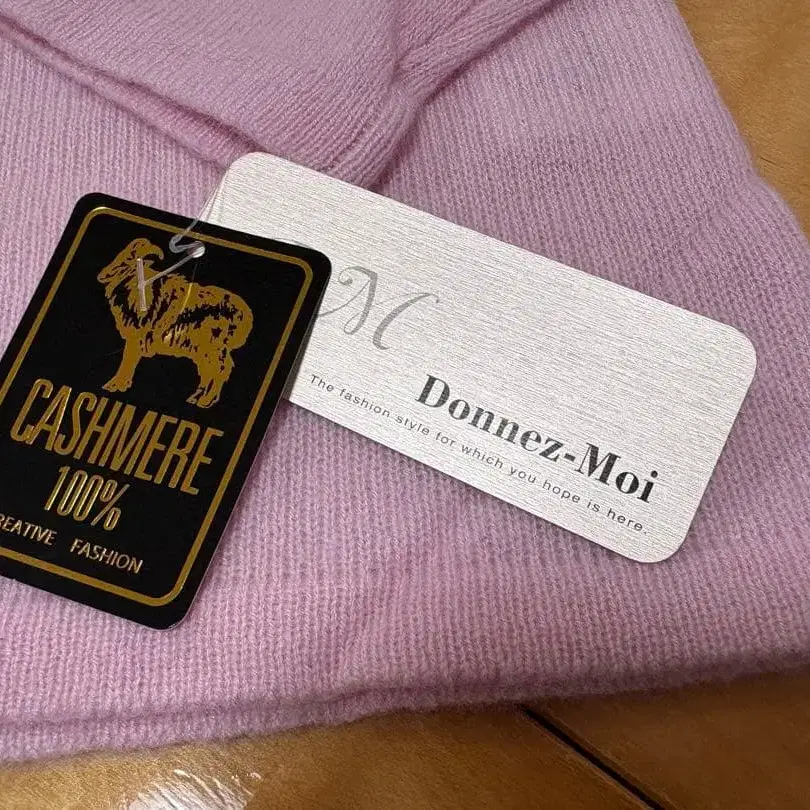 CASHMERE
100%
REATIVE FASHION
M
Donnez-Moi
The fashion style for which you hope is here.